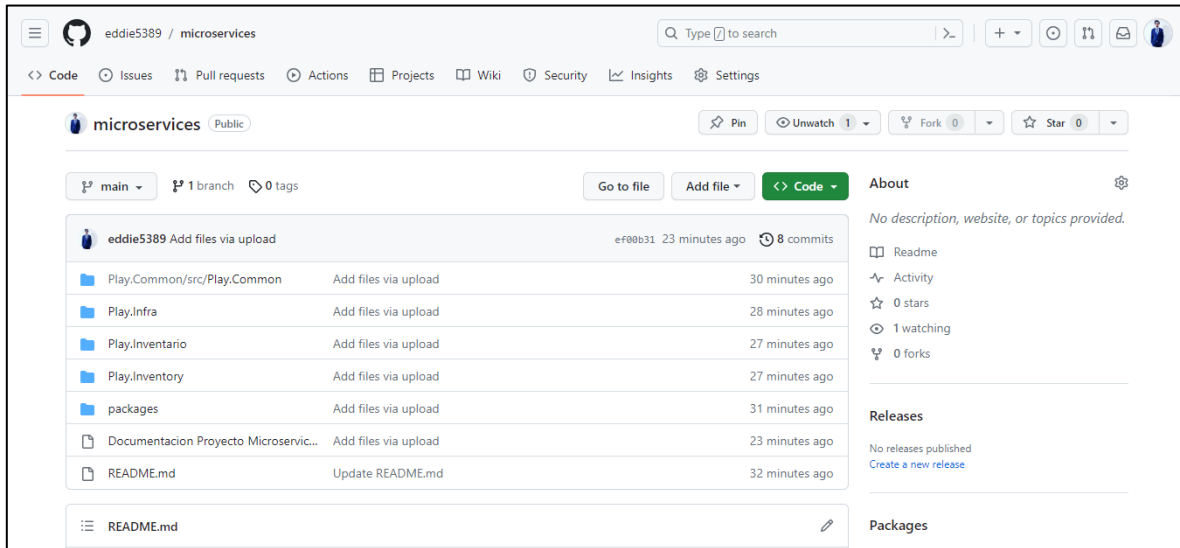 eddie5389 / microservices
Type / to search
Code Issues Pull requests Actions Projects Wiki Security Insights Settings
microservices Public
Pin Unwatch 1 Fork 0 Star 0
main 1 branch 0 tags Go to file Add file <> Code
About
No description, website, or topics provided.
eddie5389 Add files via upload ef00b31 23 minutes ago 8 commits
Readme
Play.Common/src/Play.Common Add files via upload 30 minutes ago
Activity
Play.Infra Add files via upload 28 minutes ago
0 stars
1 watching
Play.Inventario Add files via upload 27 minutes ago
0 forks
Play.Inventory Add files via upload 27 minutes ago
packages Add files via upload 31 minutes ago
Releases
Documentacion Proyecto Microservic... Add files via upload 23 minutes ago
No releases published
Create a new release
README.md Update README.md 32 minutes ago
README.md
Packages